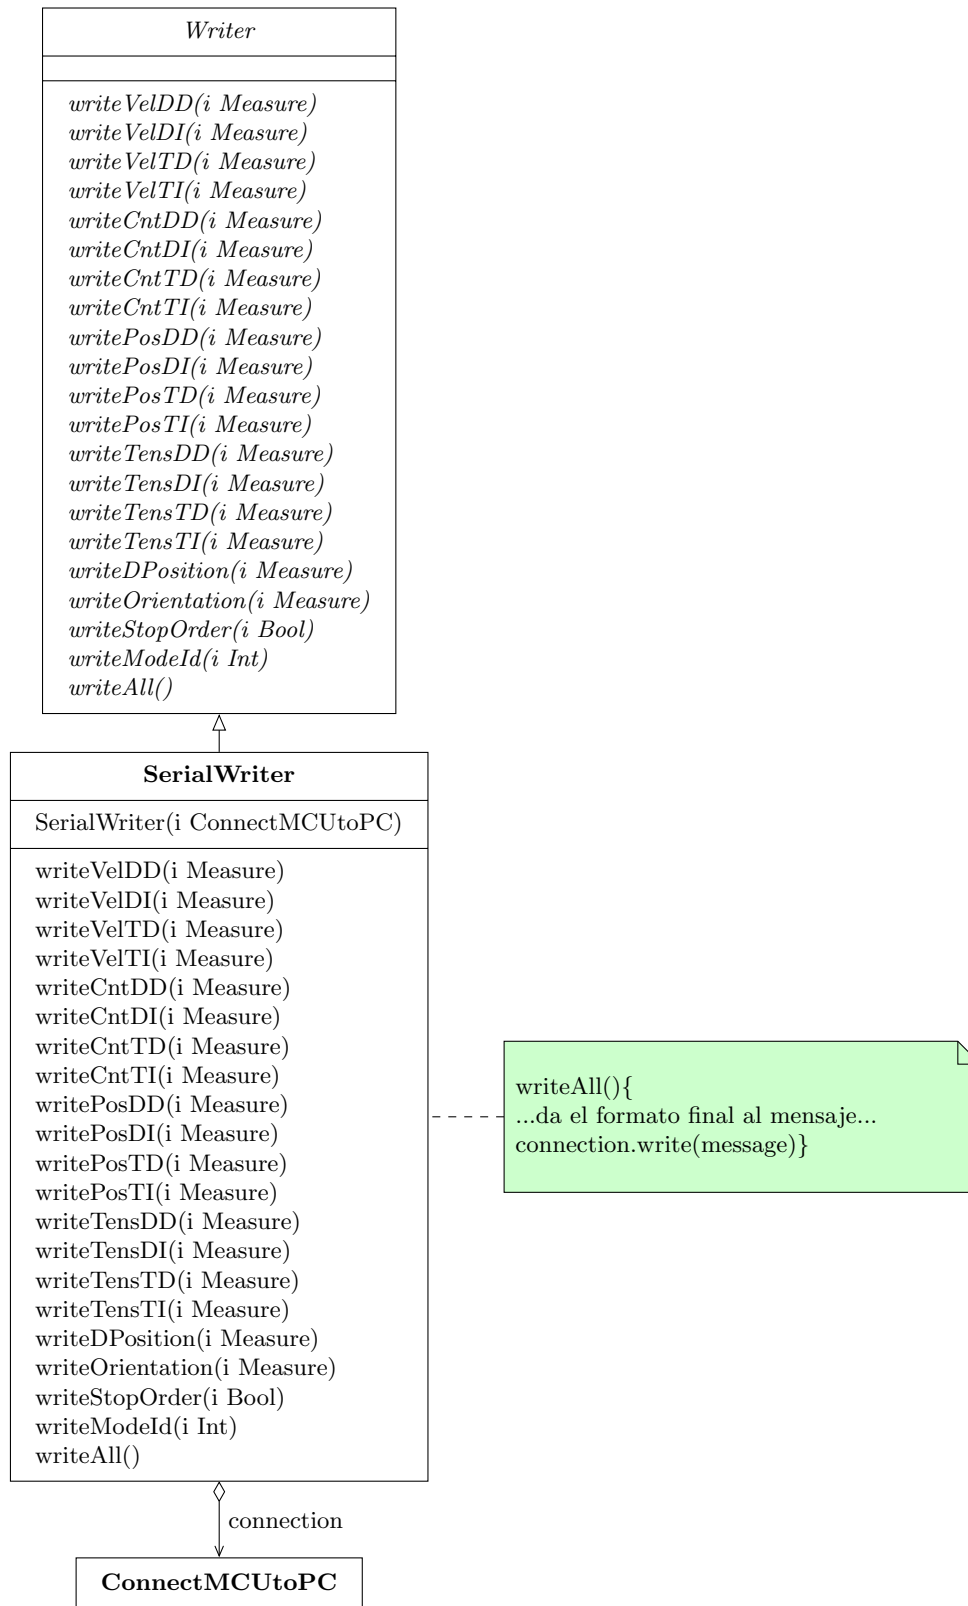 Writer
writeVelDD(i Measure)
writeVelDI(i Measure)
writeVelTD(i Measure)
writeVelTI(i Measure)
writeCntDD(i Measure)
writeCntDI(i Measure)
writeCntTD(i Measure)
writeCntTI(i Measure)
writePosDD(i Measure)
writePosDI(i Measure)
writePosTD(i Measure)
writePosTI(i Measure)
writeTensDD(i Measure)
writeTensDI(i Measure)
writeTensTD(i Measure)
writeTensTI(i Measure)
writeDPosition(i Measure)
writeOrientation(i Measure)
writeStopOrder(i Bool)
writeModeId(i Int)
writeAll()
SerialWriter
SerialWriter(i ConnectMCUtoPC)
writeVelDD(i Measure)
writeVelDI(i Measure)
writeVelTD(i Measure)
writeVelTI(i Measure)
writeCntDD(i Measure)
writeCntDI(i Measure)
writeCntTD(i Measure)
writeCntTI(i Measure)
writePosDD(i Measure)
writePosDI(i Measure)
writePosTD(i Measure)
writePosTI(i Measure)
writeTensDD(i Measure)
writeTensDI(i Measure)
writeTensTD(i Measure)
writeTensTI(i Measure)
writeDPosition(i Measure)
writeOrientation(i Measure)
writeStopOrder(i Bool)
writeModeId(i Int)
writeAll()
writeAll(){
...da el formato final al mensaje...
connection.write(message)}
connection
ConnectMCUtoPC